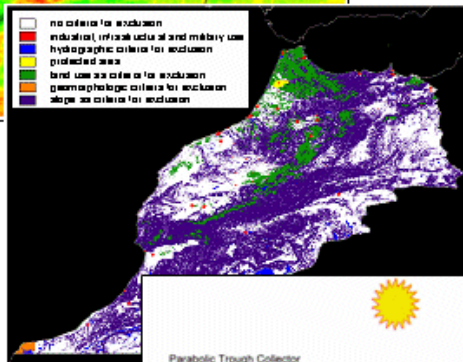 no criteria for exclusion
industrial, infrastructural and military use
hydrographic criteria for exclusion
protected area
land use as criteria for exclusion
geomorphologic criteria for exclusion
slope as criteria for exclusion
Parabolic Trough Collector